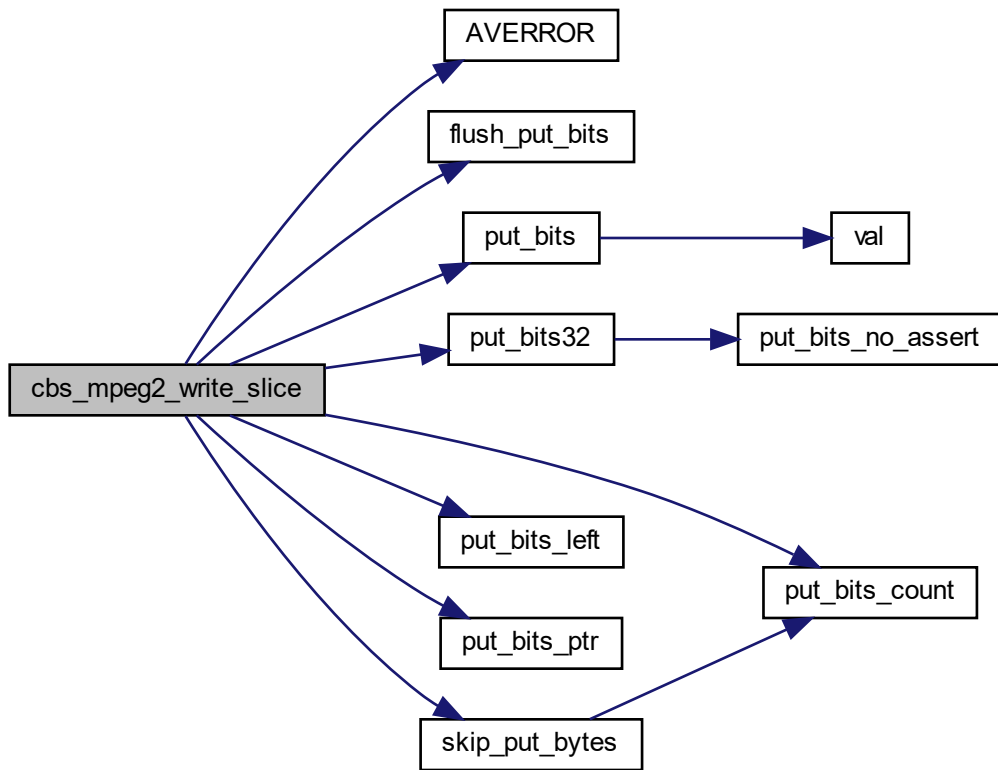 AVERROR
flush_put_bits
put_bits
val
put_bits32
put_bits_no_assert
cbs_mpeg2_write_slice
put_bits_left
put_bits_count
put_bits_ptr
skip_put_bytes